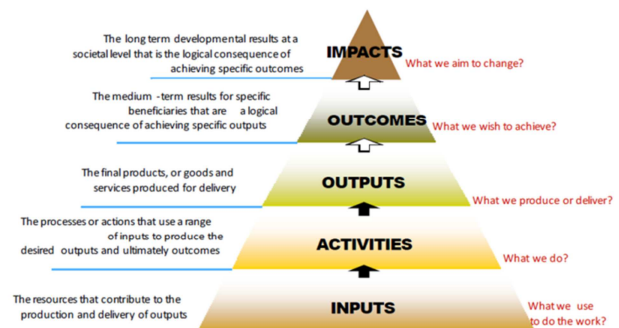 The long term developmental results at a
societal level that is the logical consequence of
achieving specific outcomes
IMPACTS
What we aim to change?
The medium -term results for specific
beneficiaries that are a logical
consequence of achieving specific outputs
OUTCOMES
What we wish to achieve?
The final products, or goods and
services produced for delivery
OUTPUTS
What we produce or deliver?
The processes or actions that use a range
of inputs to produce the
desired outputs and ultimately outcomes
ACTIVITIES
What we do?
The resources that contribute to the
production and delivery of outputs
INPUTS
What we use
to do the work?